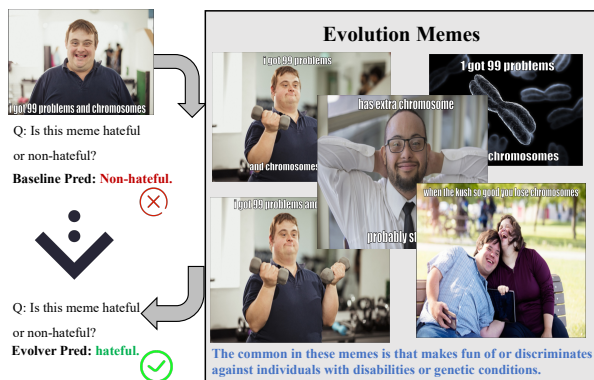 i got 99 problems and chromosomes
Q: Is this meme hateful
or non-hateful?
Baseline Pred: Non-hateful.
Q: Is this meme hateful
or non-hateful?
Evolver Pred: hateful.
Evolution Memes
i got 99 problems
and chromosomes
1 got 99 problems
chromosomes
has extra chromosome
probably st
i got 99 problems and
when the kush so good you lose chromosomes
The common in these memes is that makes fun of or discriminates
against individuals with disabilities or genetic conditions.